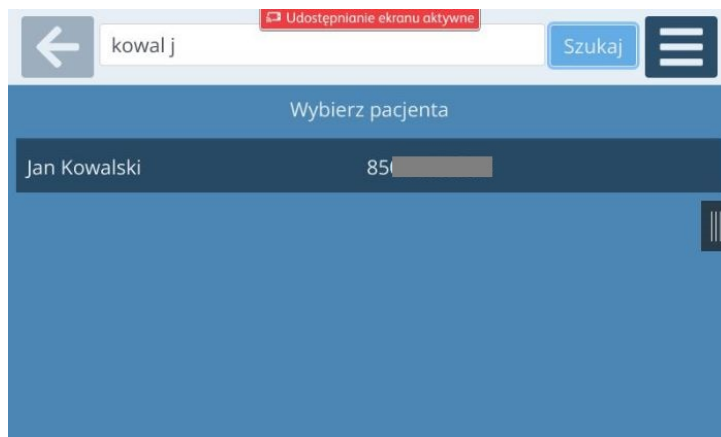 Udostępnianie ekranu aktywne
kowal j
Szukaj
Wybierz pacjenta
Jan Kowalski 85